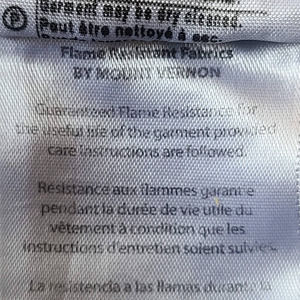 Garment may be dry cleaned.
P Peut être nettoyé à sec.
Flame Resistant Fabrics
BY MOUNT VERNON
Guaranteed Flame Resistance for
the useful life of the garment provided
care instructions are followed.
Résistance aux flammes garantie
pendant la durée de vie utile du
vêtement à condition que les
instructions d'entretien soient suivies.
La resistencia a las llamas durante la